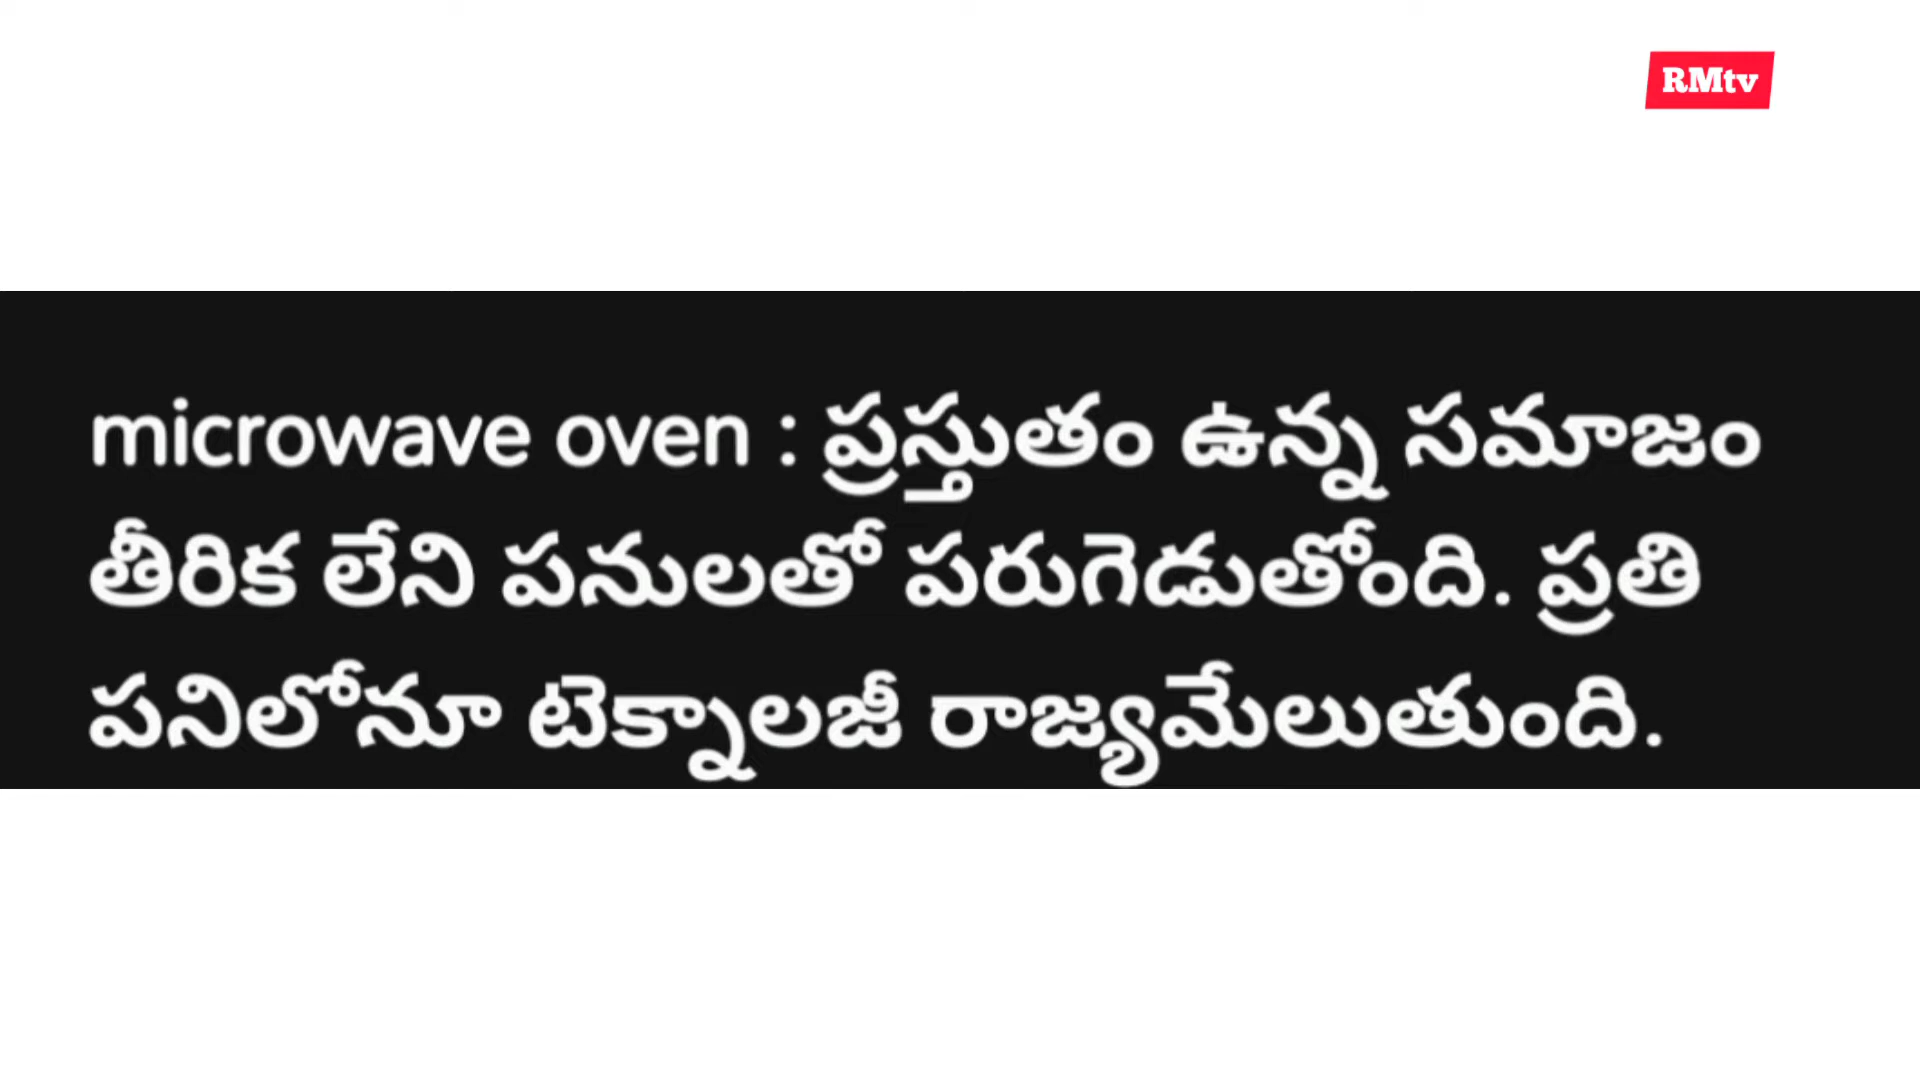 RMtv
microwave oven : ప్రస్తుతం ఉన్న సమాజం
తీరిక లేని పనులతో పరుగెడుతోంది. ప్రతి
పనిలోనూ టెక్నాలజీ రాజ్యమేలుతుంది.